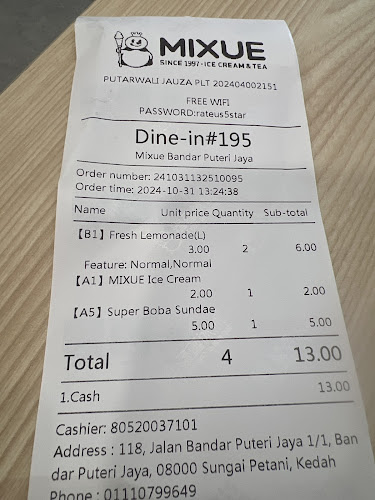 MIXUE
SINCE 1997·ICE CREAM&TEA
PUTARWALI JAUZA PLT 202404002151
FREE WIFI
PASSWORD:rateus5star
Dine-in#195
Mixue Bandar Puteri Jaya
Order number: 241031132510095
Order time: 2024-10-31 13:24:38
Name Unit price Quantity Sub-total
【B1】Fresh Lemonade(L)
3.00 2 6.00
Feature: Normal,Normal
【A1】MIXUE Ice Cream
2.00 1 2.00
【A5】Super Boba Sundae
5.00 1 5.00
Total 4 13.00
1.Cash 13.00
Cashier: 80520037101
Address : 118, Jalan Bandar Puteri Jaya 1/1, Ban
dar Puteri Jaya, 08000 Sungai Petani, Kedah
Phone : 01110799649